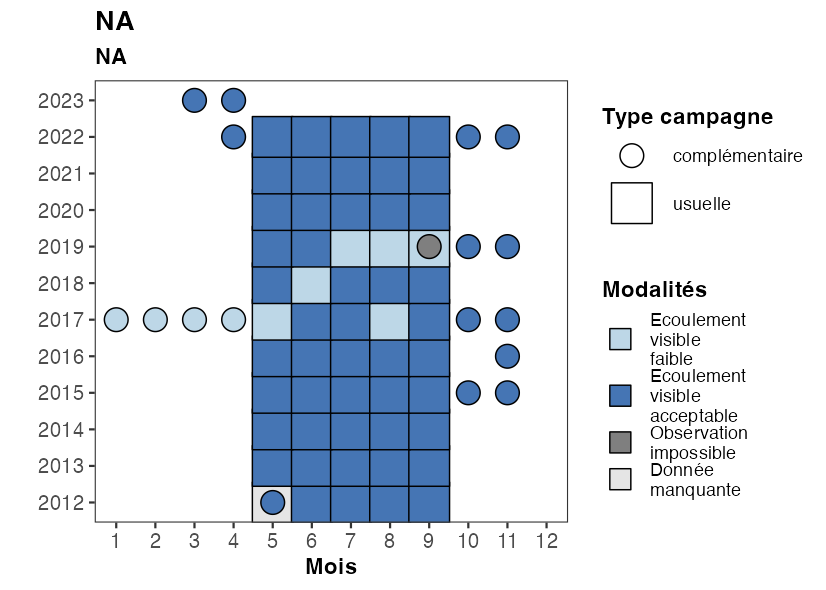 NA
NA
2023
2022
2021
2020
2019
2018
2017
2016
2015
2014
2013
2012
1 2 3 4 5 6 7 8 9 10 11 12
Mois
Type campagne
complémentaire
usuelle
Modalités
Ecoulement
visible
faible
Ecoulement
visible
acceptable
Observation
impossible
Donnée
manquante